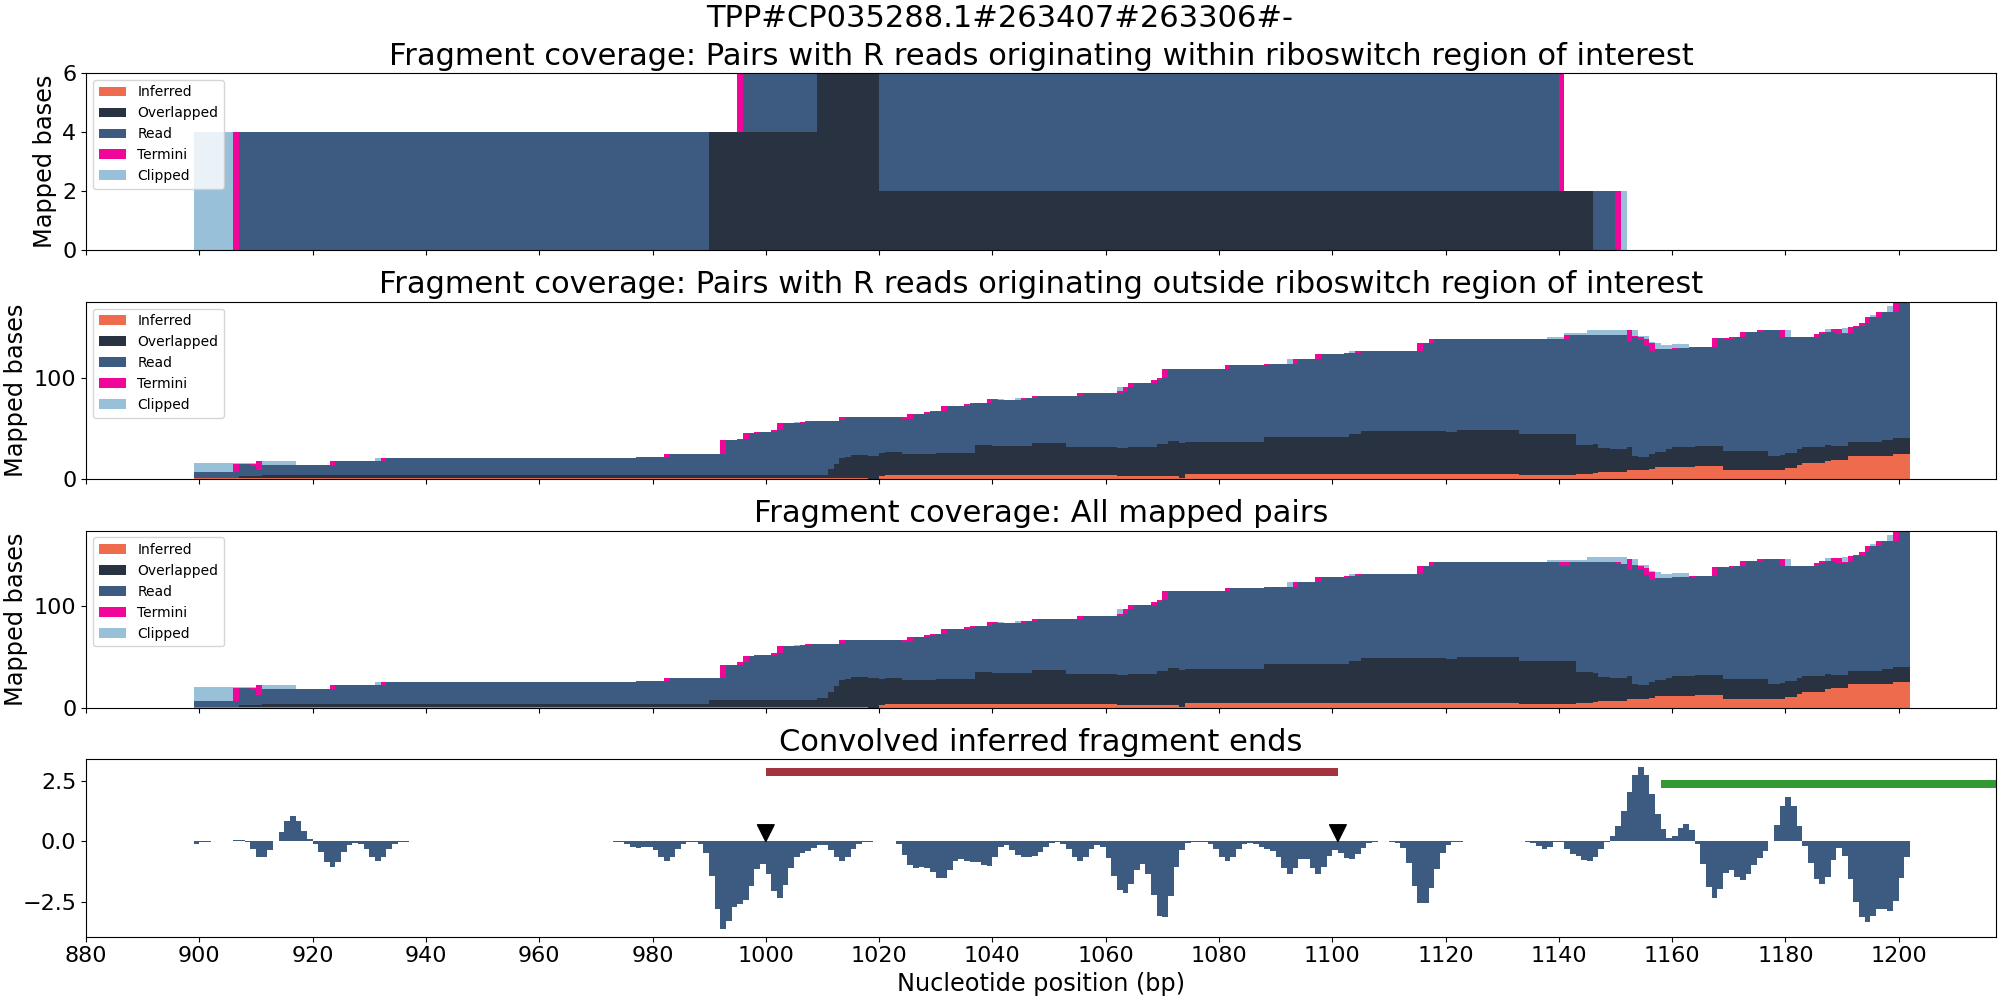 TPP#CP035288.1#263407#263306#-
Fragment coverage: Pairs with R reads originating within riboswitch region of interest
Mapped bases
6
4
2
0
Inferred
Overlapped
Read
Termini
Clipped
Fragment coverage: Pairs with R reads originating outside riboswitch region of interest
Mapped bases
100
0
Inferred
Overlapped
Read
Termini
Clipped
Fragment coverage: All mapped pairs
Mapped bases
100
0
Inferred
Overlapped
Read
Termini
Clipped
Convolved inferred fragment ends
2.5
0.0
−2.5
880 900 920 940 960 980 1000 1020 1040 1060 1080 1100 1120 1140 1160 1180 1200
Nucleotide position (bp)